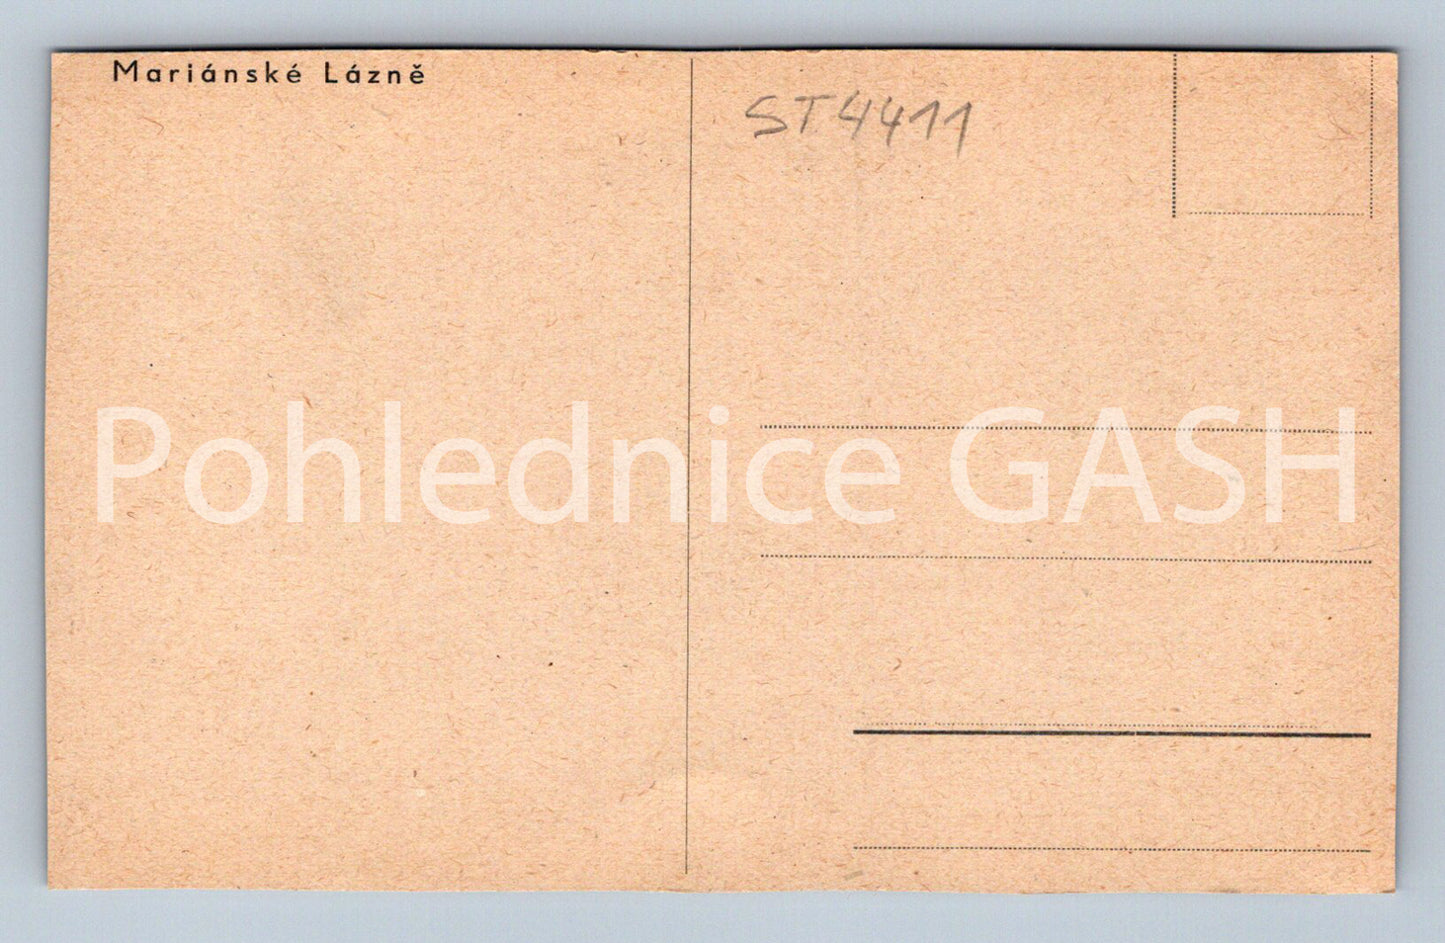 Mariánské Lázně
ST4411
Pohlednice GASH